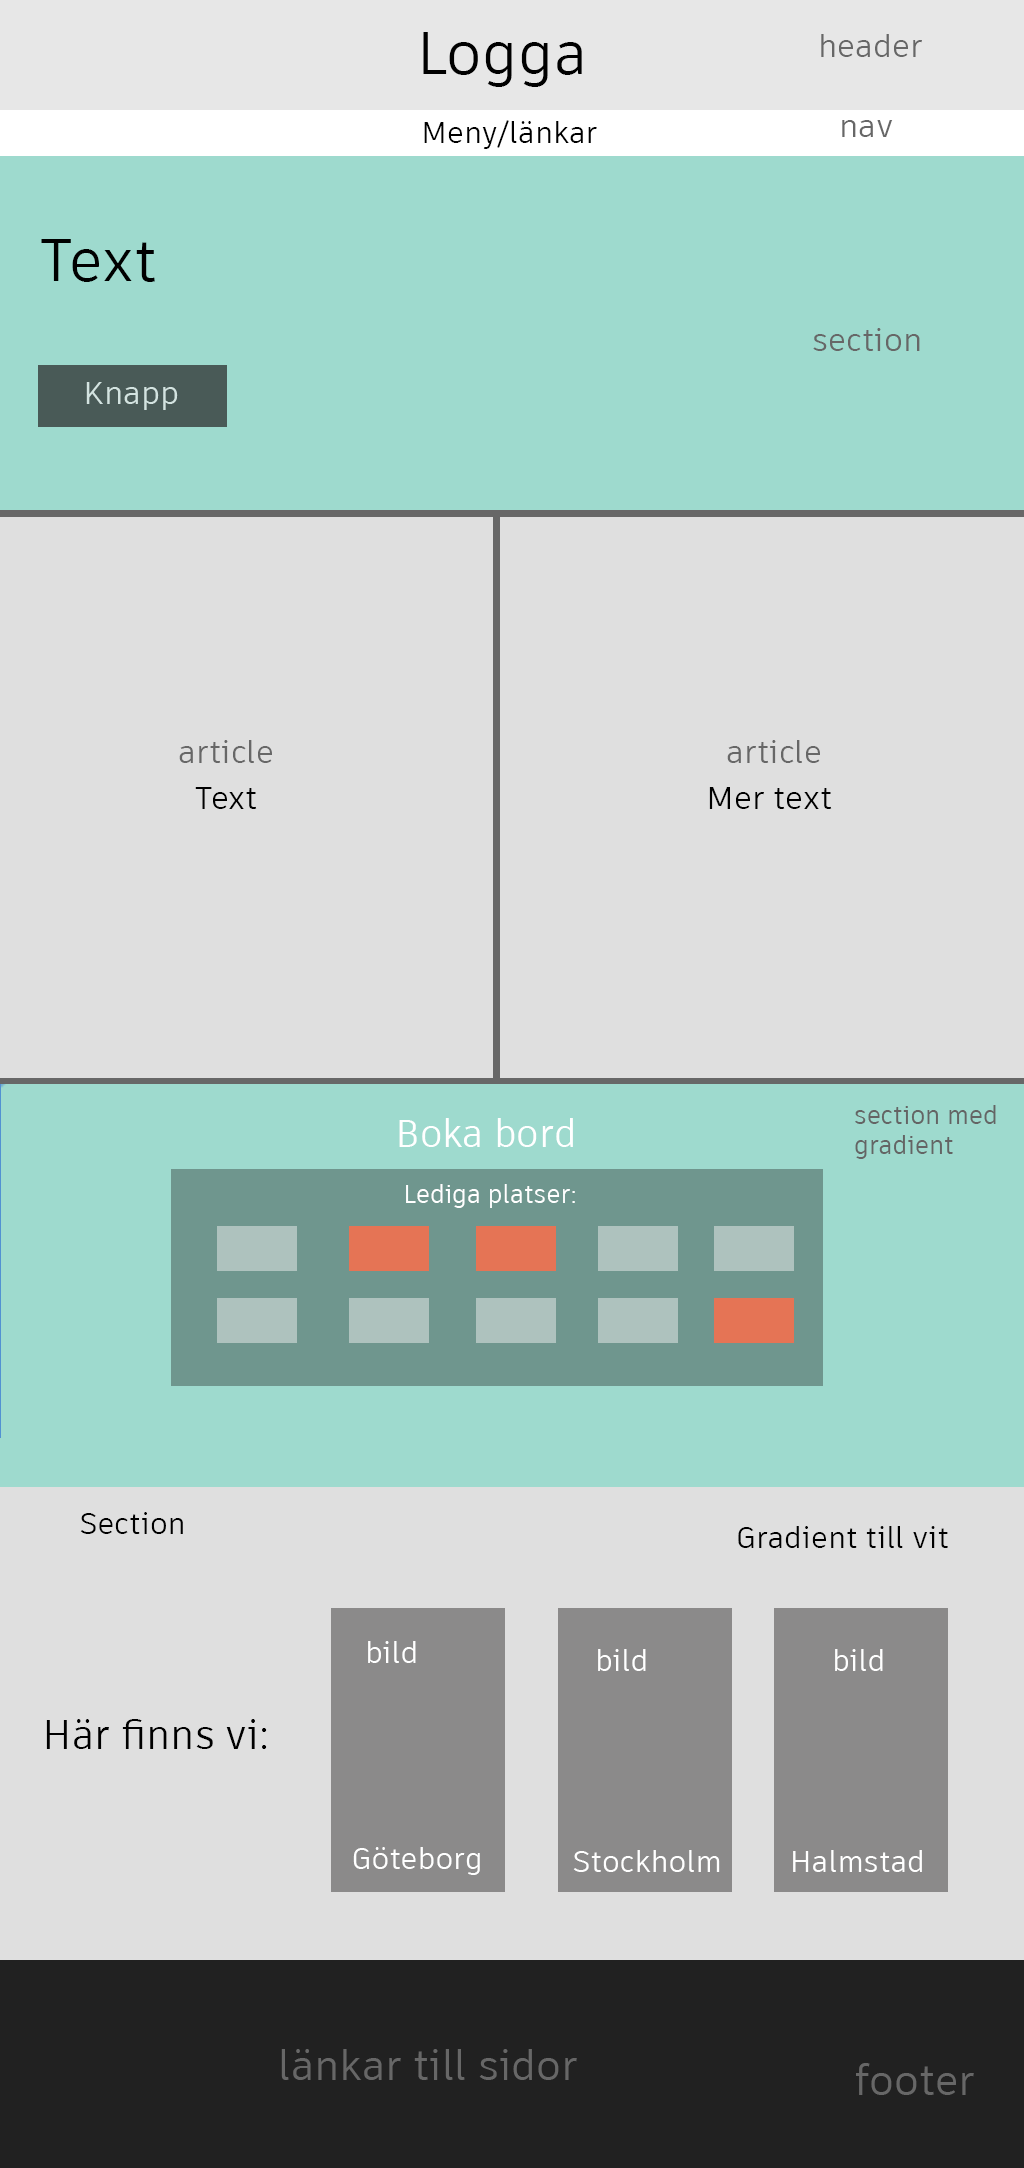 Logga
header
Meny/länkar
nav
Text
section
Knapp
article
Text
article
Mer text
Boka bord
section med
gradient
Lediga platser:
Section
Gradient till vit
bild
bild
bild
Här finns vi:
Göteborg
Stockholm
Halmstad
länkar till sidor
footer